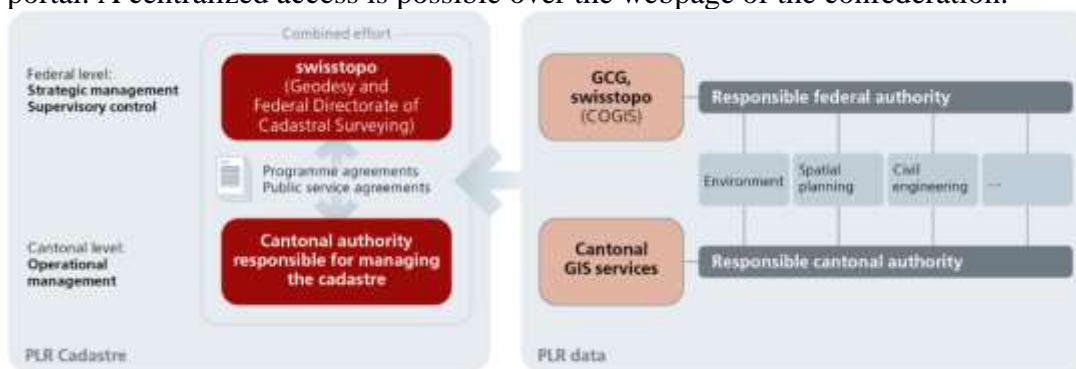 portal. A centralized access is possible over the webpage of the confederation.
Combined effort
Federal level:
Strategic management
Supervisory control
swisstopo
(Geodesy and
Federal Directorate of
Cadastral Surveying)
Programme agreements
Public service agreements
Cantonal level:
Operational
management
Cantonal authority
responsible for managing
the cadastre
PLR Cadastre
GCG,
swisstopo
(COGIS)
Responsible federal authority
Environment
Spatial
planning
Civil
engineering
...
Cantonal
GIS services
Responsible cantonal authority
PLR data